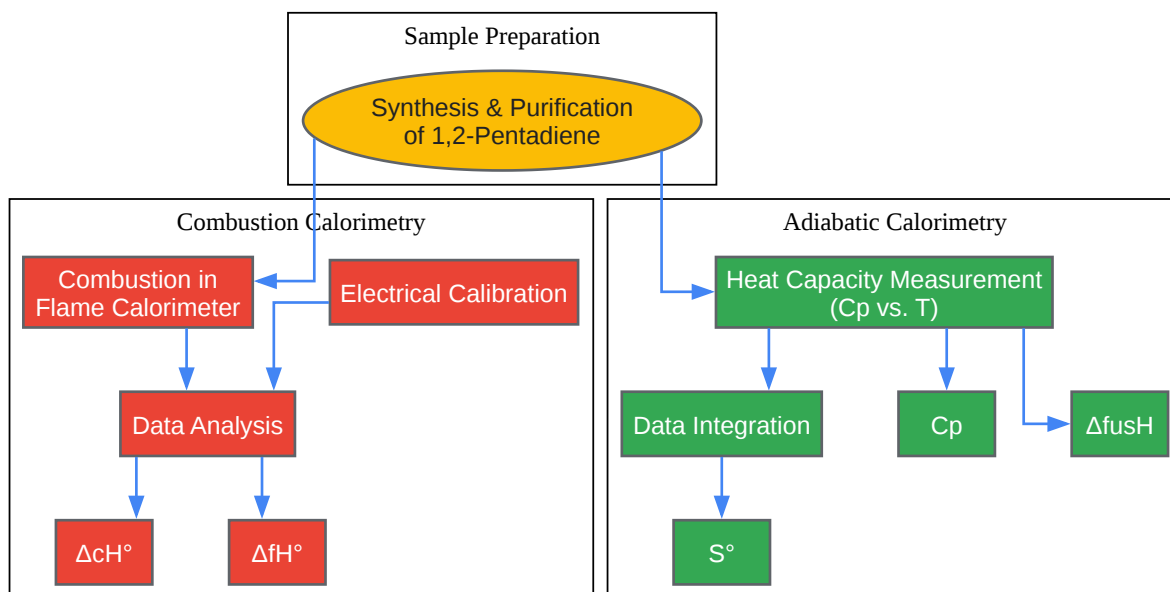 Sample Preparation
Synthesis & Purification
of 1,2-Pentadiene
Combustion Calorimetry
Combustion in
Flame Calorimeter
Electrical Calibration
Data Analysis
ΔcH°
ΔfH°
Adiabatic Calorimetry
Heat Capacity Measurement
(Cp vs. T)
Data Integration
Cp
ΔfusH
S°